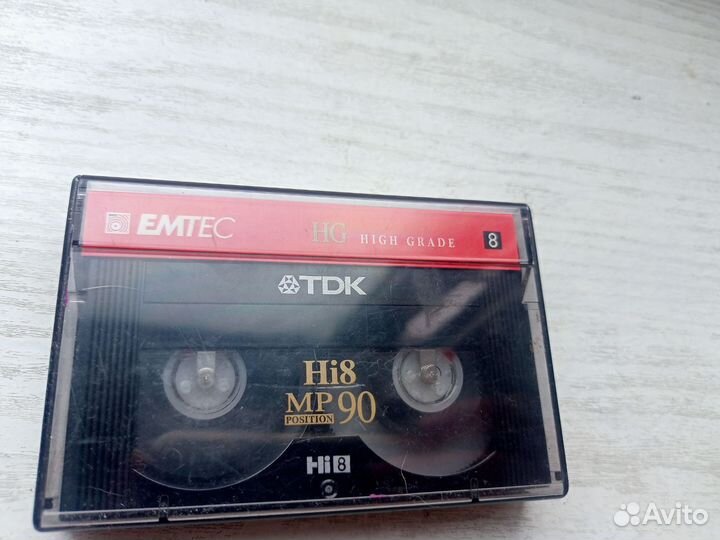 EMTEC HG HIGH GRADE 8
TDK
Hi8
MP 90
POSITION
Hi8
Avito